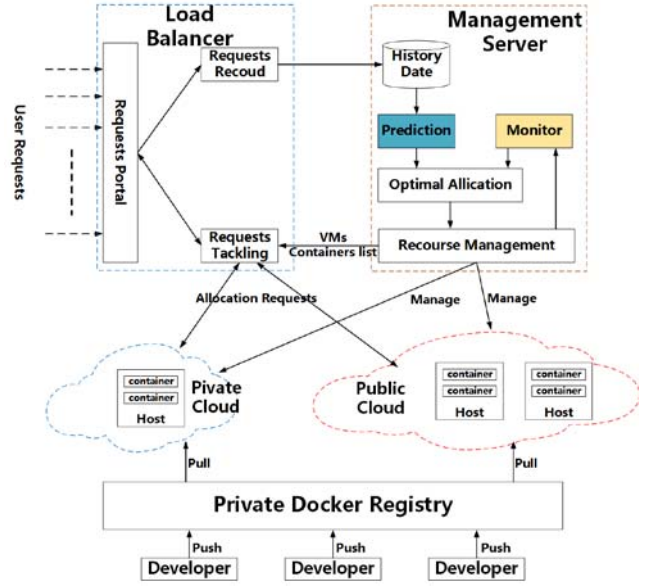 Load
Balancer
Management
Server
User Requests
Requests Portal
Requests
Recoud
History
Date
Prediction
Monitor
Optimal Allication
Requests
Tackling
VMs
Containers list
Recourse Management
Allocation Requests
Manage
Manage
container
container
Host
Pivate
Cloud
Public
Cloud
container
container
Host
container
container
Host
Pull
Pull
Private Docker Registry
Push
Push
Push
Developer
Developer
Developer